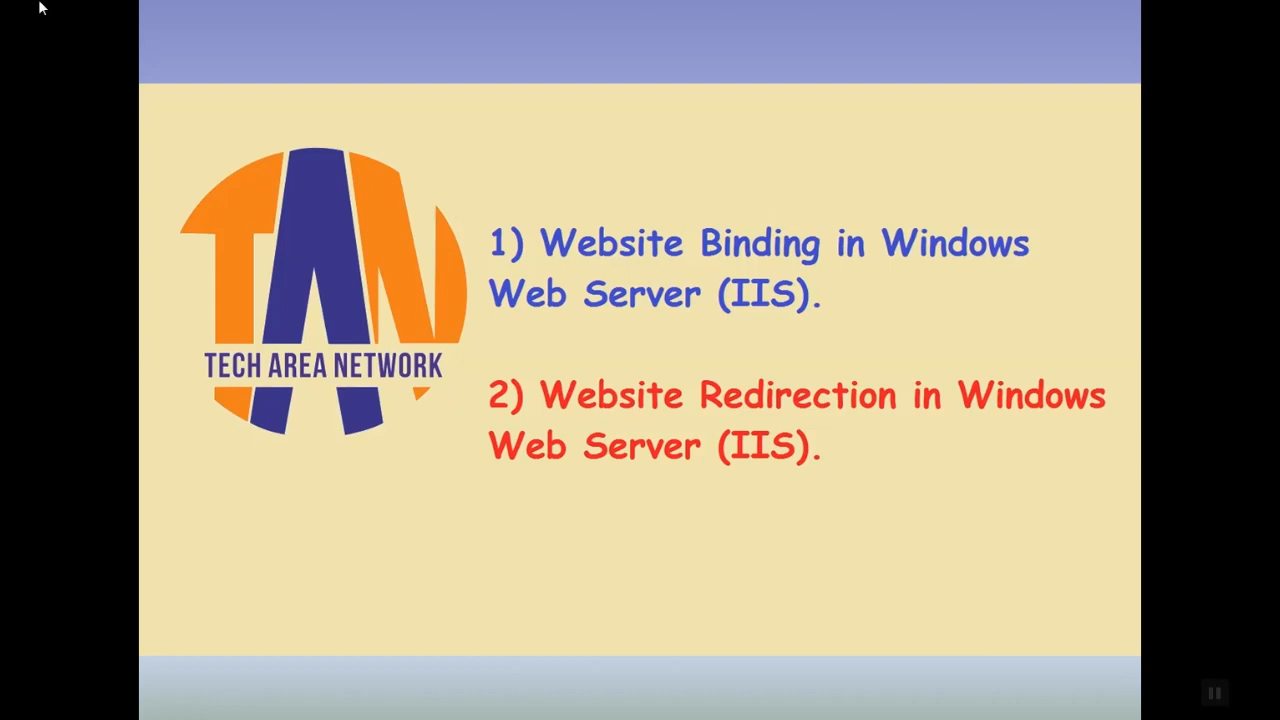 TAN
TECH AREA NETWORK
1) Website Binding in Windows
Web Server (IIS).
2) Website Redirection in Windows
Web Server (IIS).